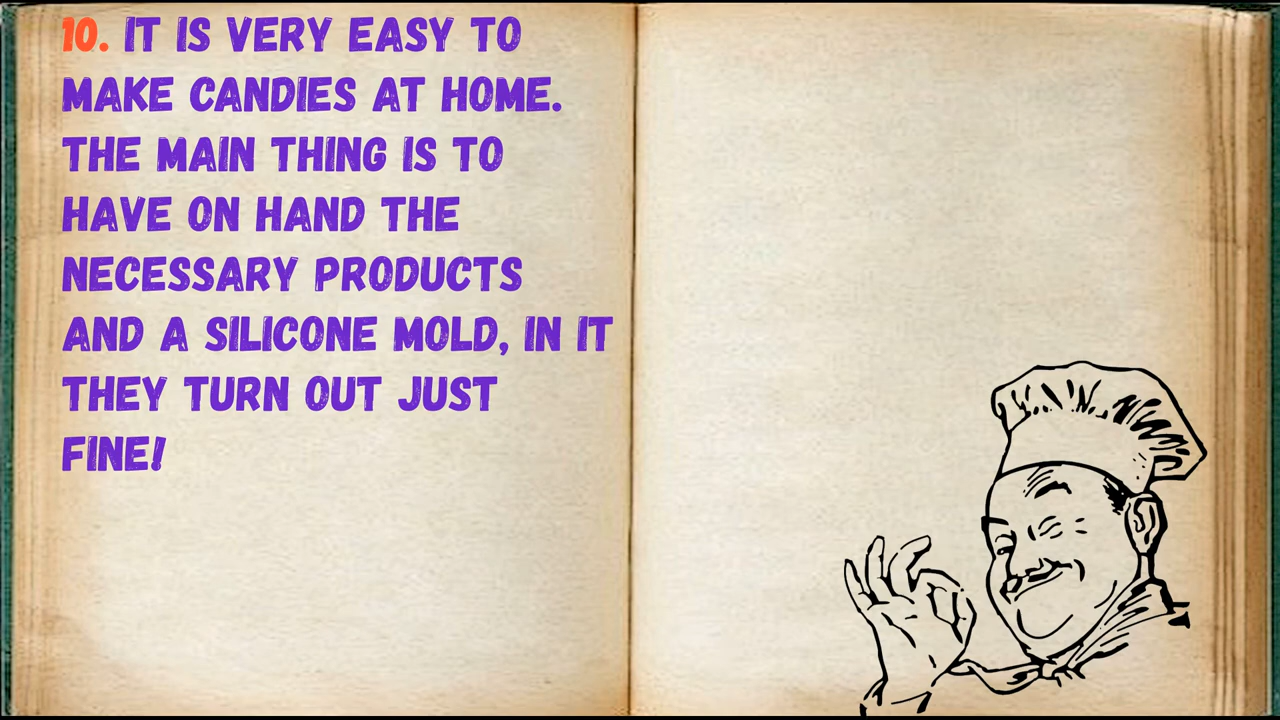 10. IT IS VERY EASY TO
MAKE CANDIES AT HOME.
THE MAIN THING IS TO
HAVE ON HAND THE
NECESSARY PRODUCTS
AND A SILICONE MOLD, IN IT
THEY TURN OUT JUST
FINE!